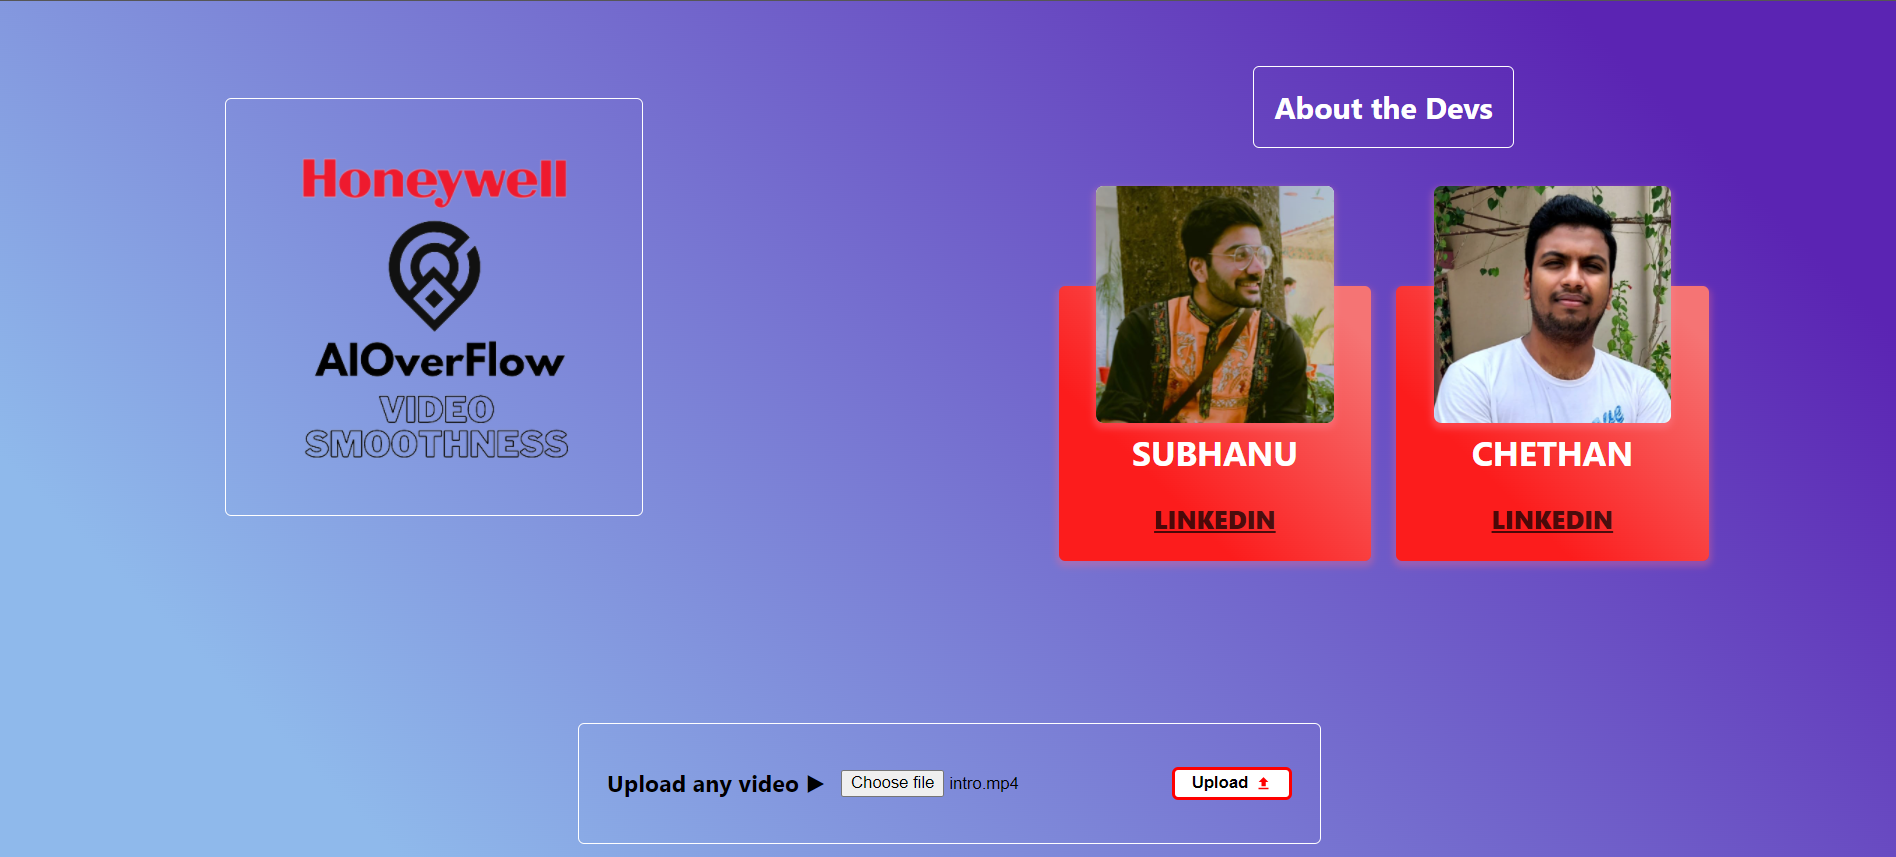 Honeywell
AIOverFlow
VIDEO
SMOOTHNESS
About the Devs
SUBHANU
LINKEDIN
CHETHAN
LINKEDIN
Upload any video ▶ Choose file intro.mp4 Upload